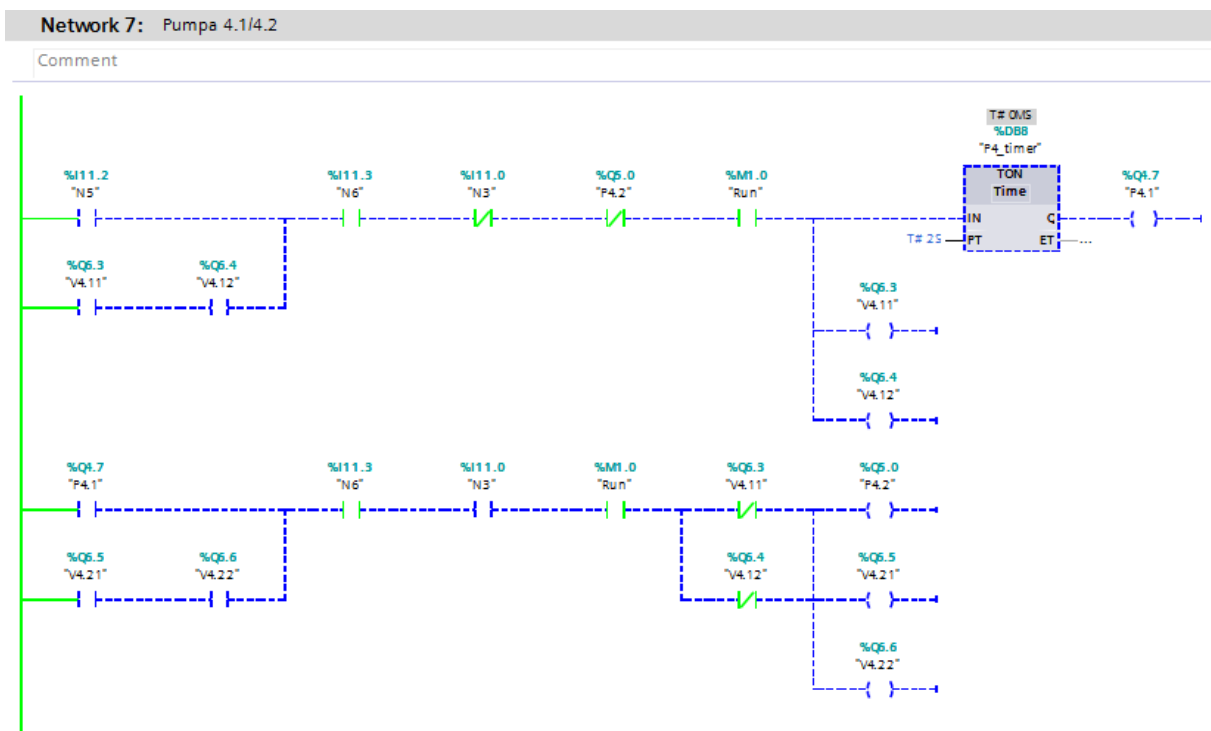 Network 7: Pumpa 4.1/4.2
Comment
T# 0MS
%DB8
"P4_timer"
%I11.2 %I11.3 %I11.0 %Q5.0 %M1.0 TON %Q4.7
"N5" "N6" "N3" "P4.2" "Run" Time "P4.1"
IN Q
T# 2S PT ET ...
%Q6.3 %Q6.4
"V4.11" "V4.12"
%Q6.3
"V4.11"
%Q6.4
"V4.12"
%Q4.7 %I11.3 %I11.0 %M1.0 %Q6.3 %Q5.0
"P4.1" "N6" "N3" "Run" "V4.11" "P4.2"
%Q6.5 %Q6.6 %Q6.4 %Q6.5
"V4.21" "V4.22" "V4.12" "V4.21"
%Q6.6
"V4.22"